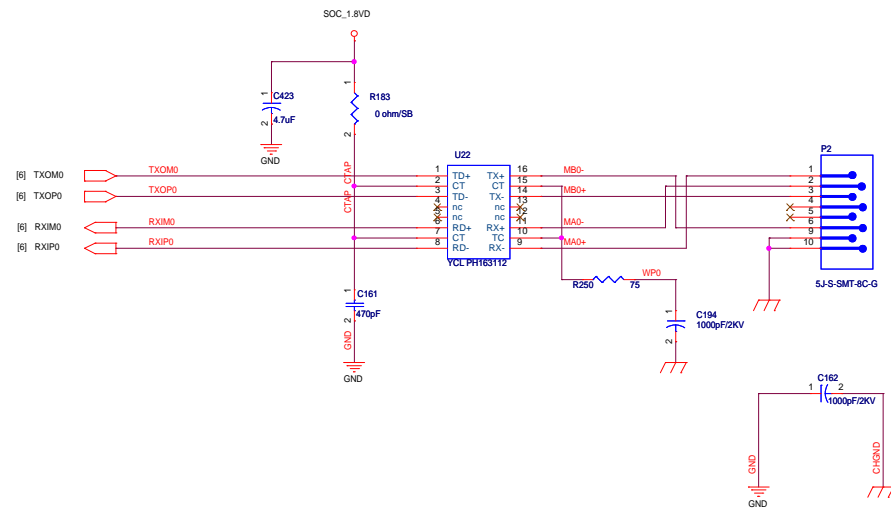 SOC_1.8VD
1
C423
2
4.7uF
GND
1
R183
0 ohm/SB
2
CTAP_CTAP
[6] TXOM0
TXOM0
[6] TXOP0
TXOP0
[6] RXIM0
RXIM0
[6] RXIP0
RXIP0
U22
1 TD+ TX+ 16
2 CT CT 15
3 TD- TX- 14
4 nc nc 13
5 nc nc 12
6 RD+ RX+ 11
7 CT TC 10
8 RD- RX- 9
YCL PH163112
MB0-
MB0+
MA0-
MA0+
P2
1
2
3
4
5
6
9
10
5J-S-SMT-8C-G
R250 75
WP0
1
C194
1000pF/2KV
2
1
C161
470pF
2
GND
GND
C162
1 2
1000pF/2KV
GND
GND
CHGND